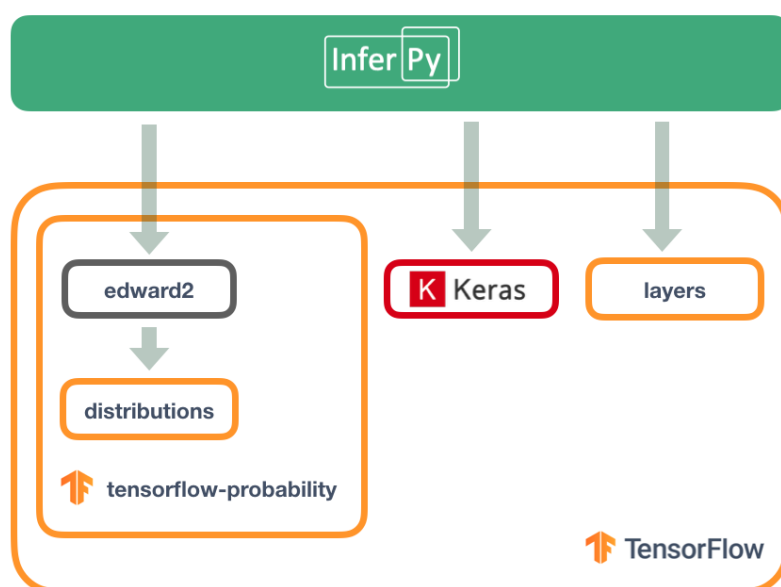 InferPy
edward2
K Keras
layers
distributions
tensorflow-probability
TensorFlow